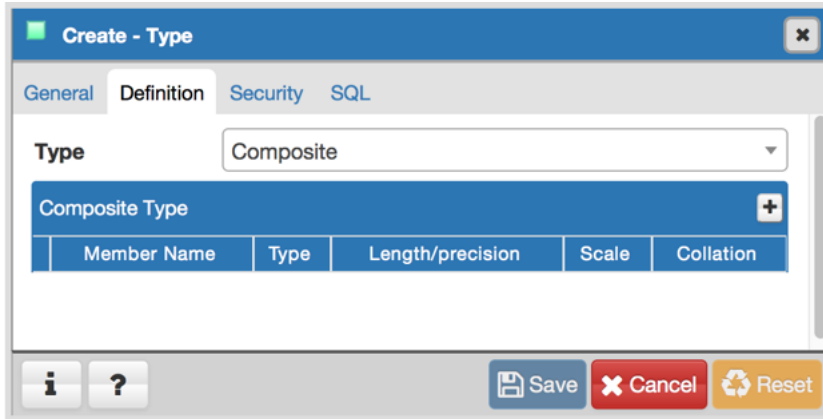 Create - Type
General Definition Security SQL
Type Composite
Composite Type
Member Name Type Length/precision Scale Collation
i ? Save Cancel Reset